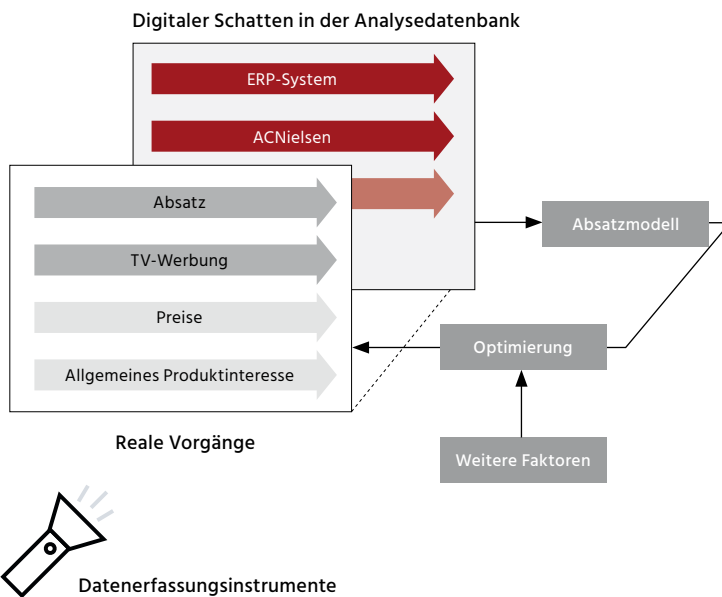 Digitaler Schatten in der Analysedatenbank
ERP-System
ACNielsen
Absatz
TV-Werbung
Preise
Allgemeines Produktinteresse
Absatzmodell
Optimierung
Weitere Faktoren
Reale Vorgänge
Datenerfassungsinstrumente